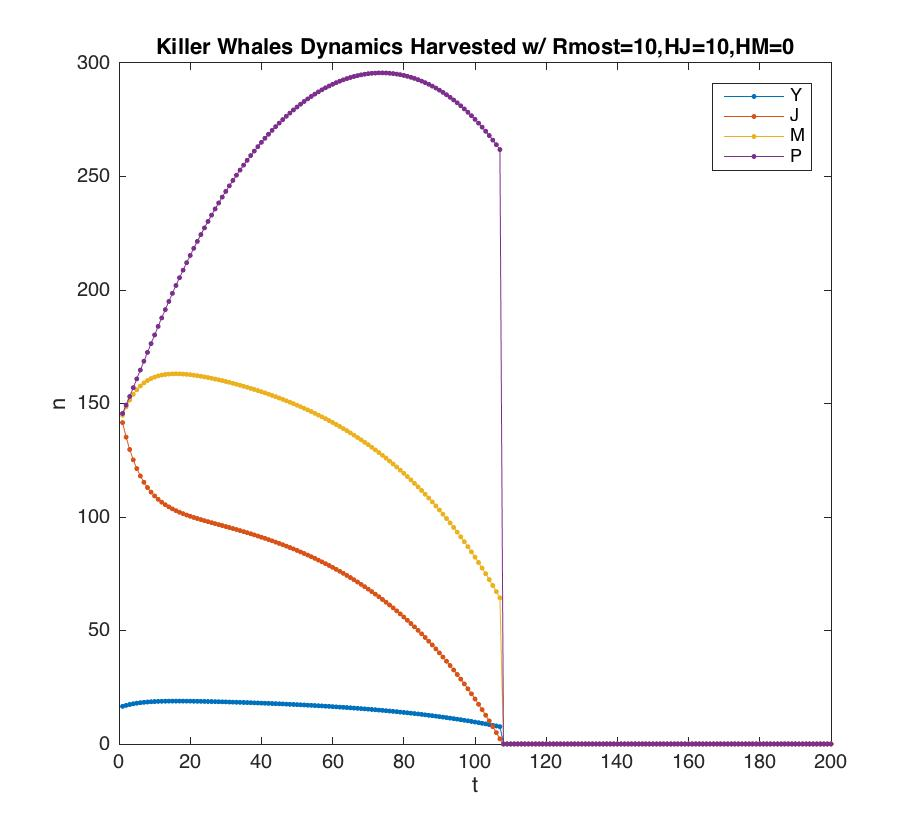 Killer Whales Dynamics Harvested w/ Rmost=10,HJ=10,HM=0
300
250
200
150
100
50
0
n
Y
J
M
P
0 20 40 60 80 100 120 140 160 180 200
t